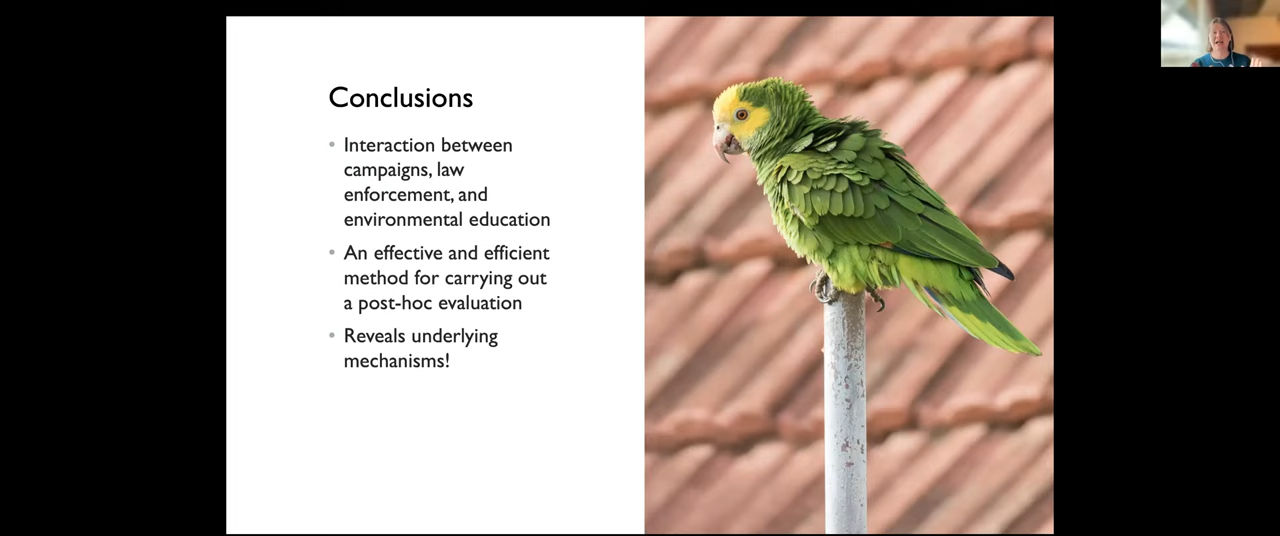 Conclusions
• Interaction between
campaigns, law
enforcement, and
environmental education
• An effective and efficient
method for carrying out
a post-hoc evaluation
• Reveals underlying
mechanisms!